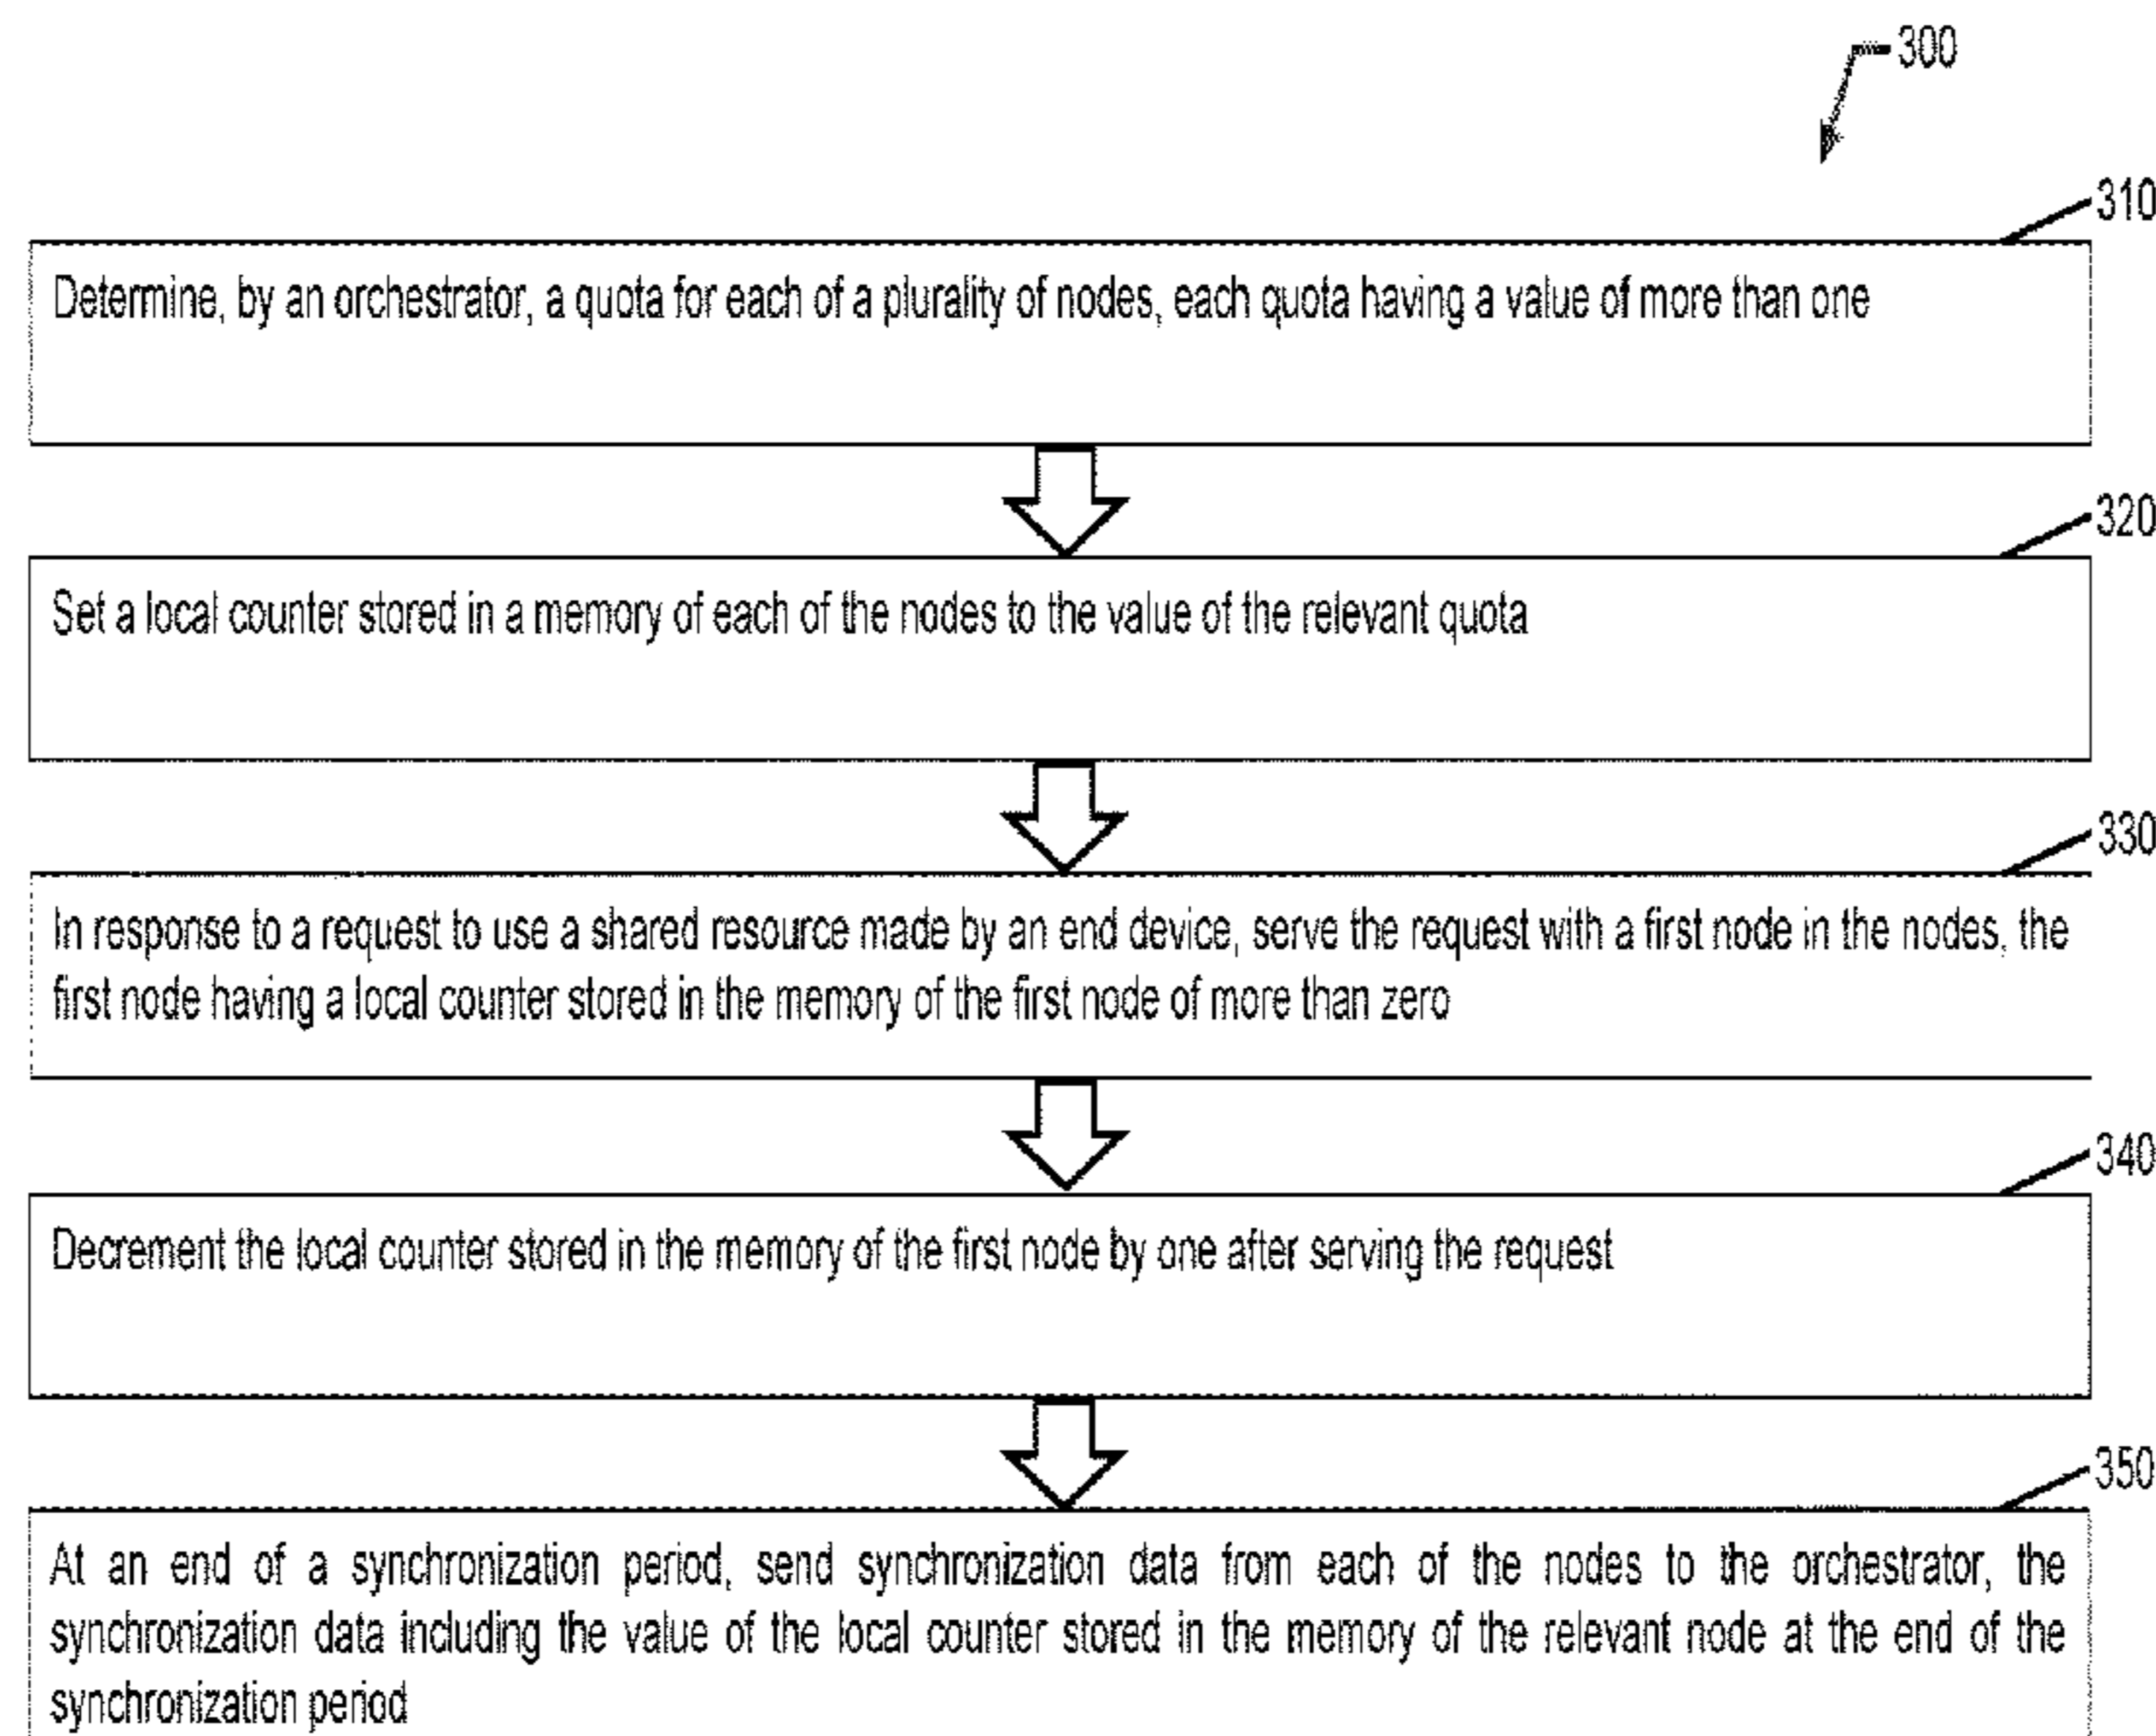 300
310
Determine, by an orchestrator, a quota for each of a plurality of nodes, each quota having a value of more than one
320
Set a local counter stored in a memory of each of the nodes to the value of the relevant quota
330
In response to a request to use a shared resource made by an end device, serve the request with a first node in the nodes, the
first node having a local counter stored in the memory of the first node of more than zero
340
Decrement the local counter stored in the memory of the first node by one after serving the request
350
At an end of a synchronization period, send synchronization data from each of the nodes to the orchestrator, the
synchronization data including the value of the local counter stored in the memory of the relevant node at the end of the
synchronization period